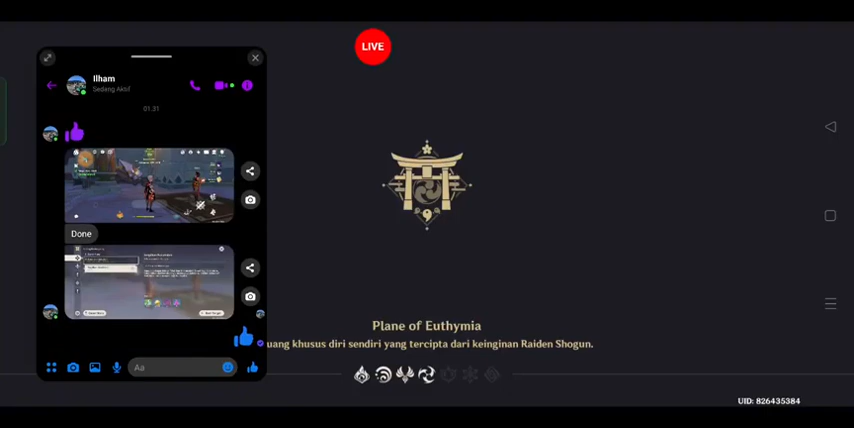 LIVE
Ilham
Sedang Aktif
01.31
Done
Aa
Plane of Euthymia
uang khusus diri sendiri yang tercipta dari keinginan Raiden Shogun.
UID: 826435384